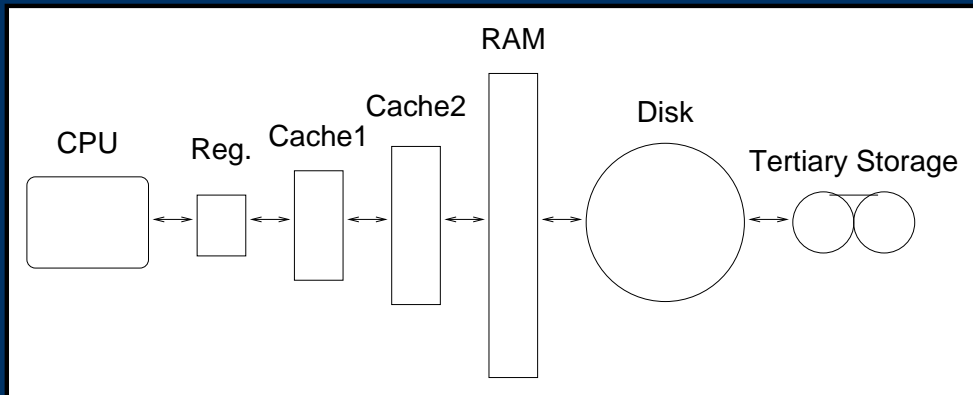 CPU
Reg.
Cache1
Cache2
RAM
Disk
Tertiary Storage